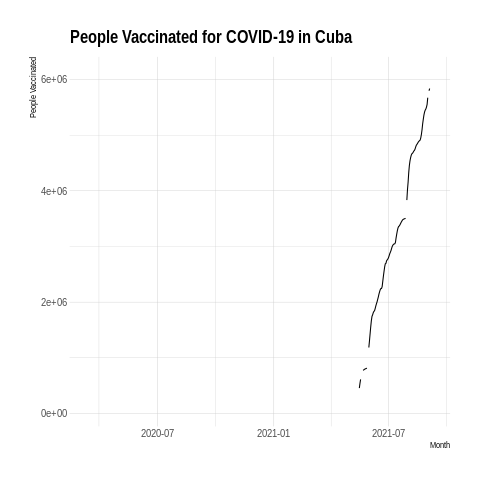 People Vaccinated for COVID-19 in Cuba
People Vaccinated
6e+06
4e+06
2e+06
0e+00
2020-07 2021-01 2021-07
Month